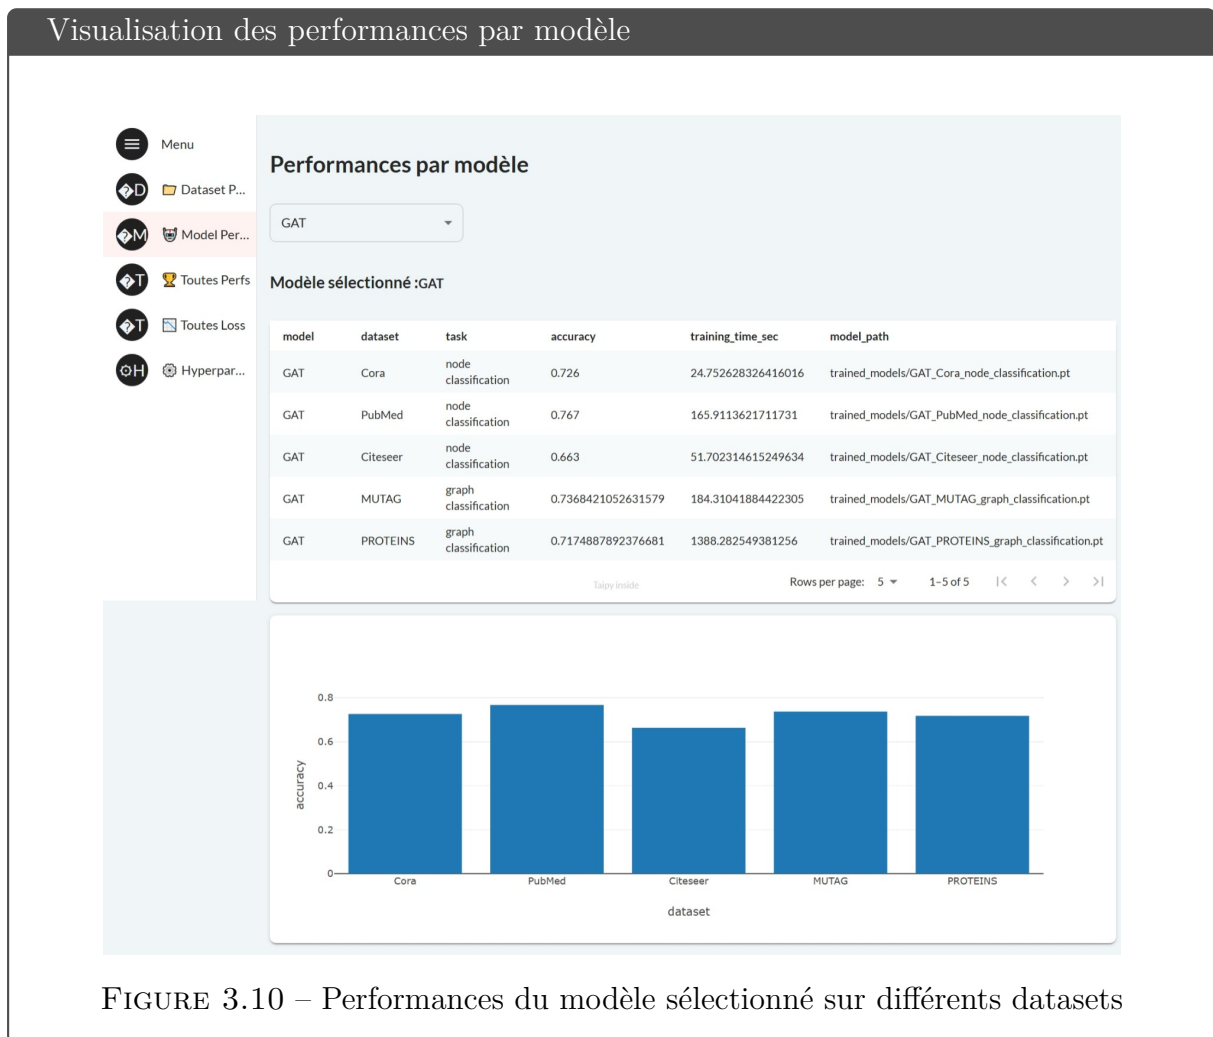 Visualisation des performances par modèle
Menu
�D 📁 Dataset P...
�M Model Per...
�T 🏆 Toutes Perfs
�T 📉 Toutes Loss
⚙H ⚙ Hyperpar...
Performances par modèle
GAT
Modèle sélectionné :GAT
model dataset task accuracy training_time_sec model_path
GAT Cora node classification 0.726 24.752628326416016 trained_models/GAT_Cora_node_classification.pt
GAT PubMed node classification 0.767 165.9113621711731 trained_models/GAT_PubMed_node_classification.pt
GAT Citeseer node classification 0.663 51.702314615249634 trained_models/GAT_Citeseer_node_classification.pt
GAT MUTAG graph classification 0.7368421052631579 184.31041884422305 trained_models/GAT_MUTAG_graph_classification.pt
GAT PROTEINS graph classification 0.7174887892376681 1388.282549381256 trained_models/GAT_PROTEINS_graph_classification.pt
Taipy inside Rows per page: 5 1–5 of 5
0.8
0.6
0.4
0.2
0
accuracy
Cora PubMed Citeseer MUTAG PROTEINS
dataset
FIGURE 3.10 – Performances du modèle sélectionné sur différents datasets